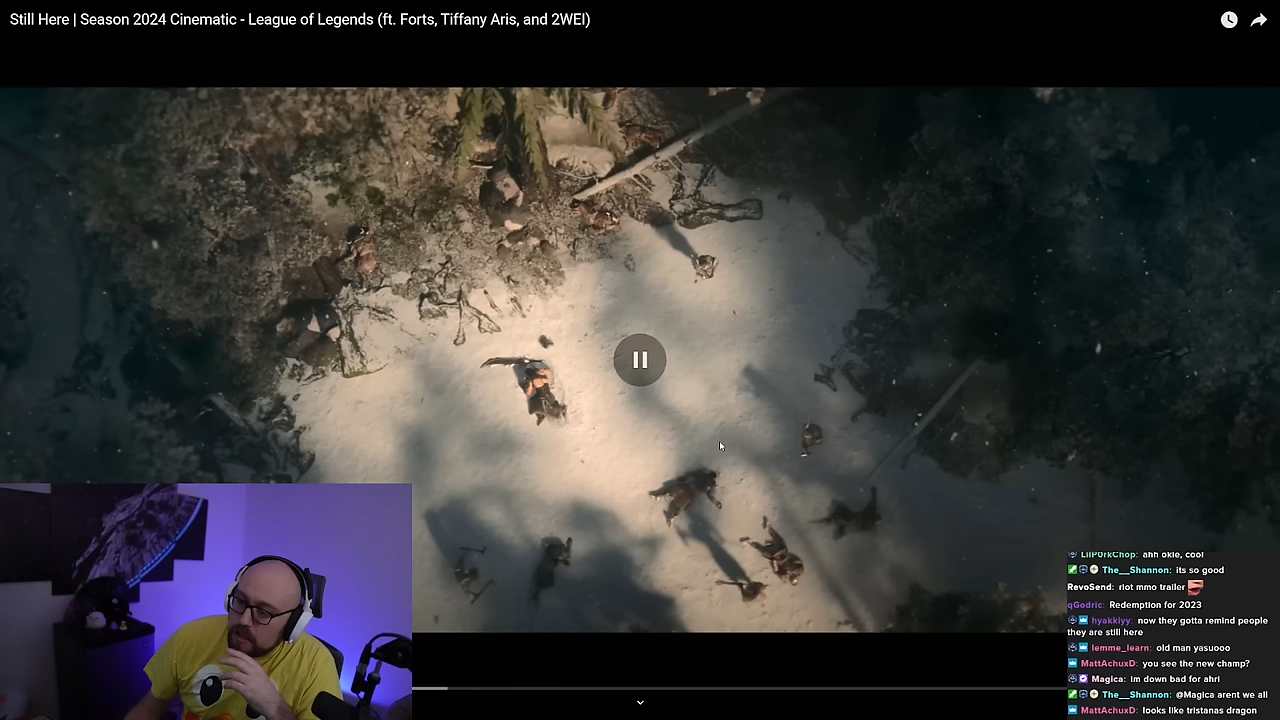 Still Here | Season 2024 Cinematic - League of Legends (ft. Forts, Tiffany Aris, and 2WEI)
LilP0rkChop: ahh okie, cool
The__Shannon: its so good
RevoSend: riot mmo trailer
qGodric: Redemption for 2023
hyakkiyy: now they gotta remind people
they are still here
lemme_learn: old man yasuooo
MattAchuxD: you see the new champ?
Magica: im down bad for ahri
The__Shannon: @Magica arent we all
MattAchuxD: looks like tristanas dragon